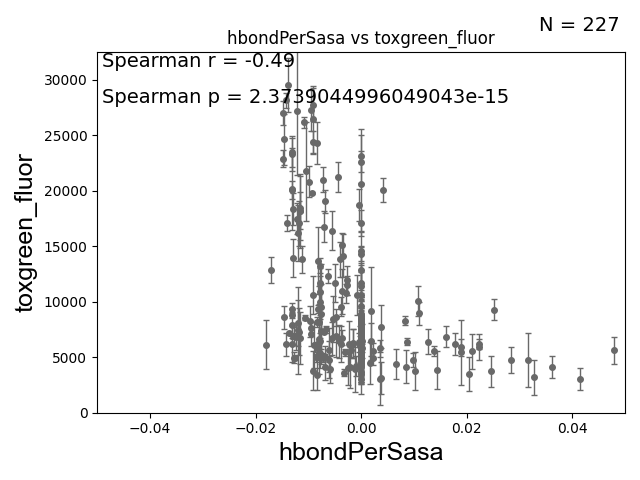 N = 227
hbondPerSasa vs toxgreen_fluor
Spearman r = -0.49
Spearman p = 2.3739044996049043e-15
30000
25000
20000
15000
10000
5000
0
toxgreen_fluor
−0.04 −0.02 0.00 0.02 0.04
hbondPerSasa